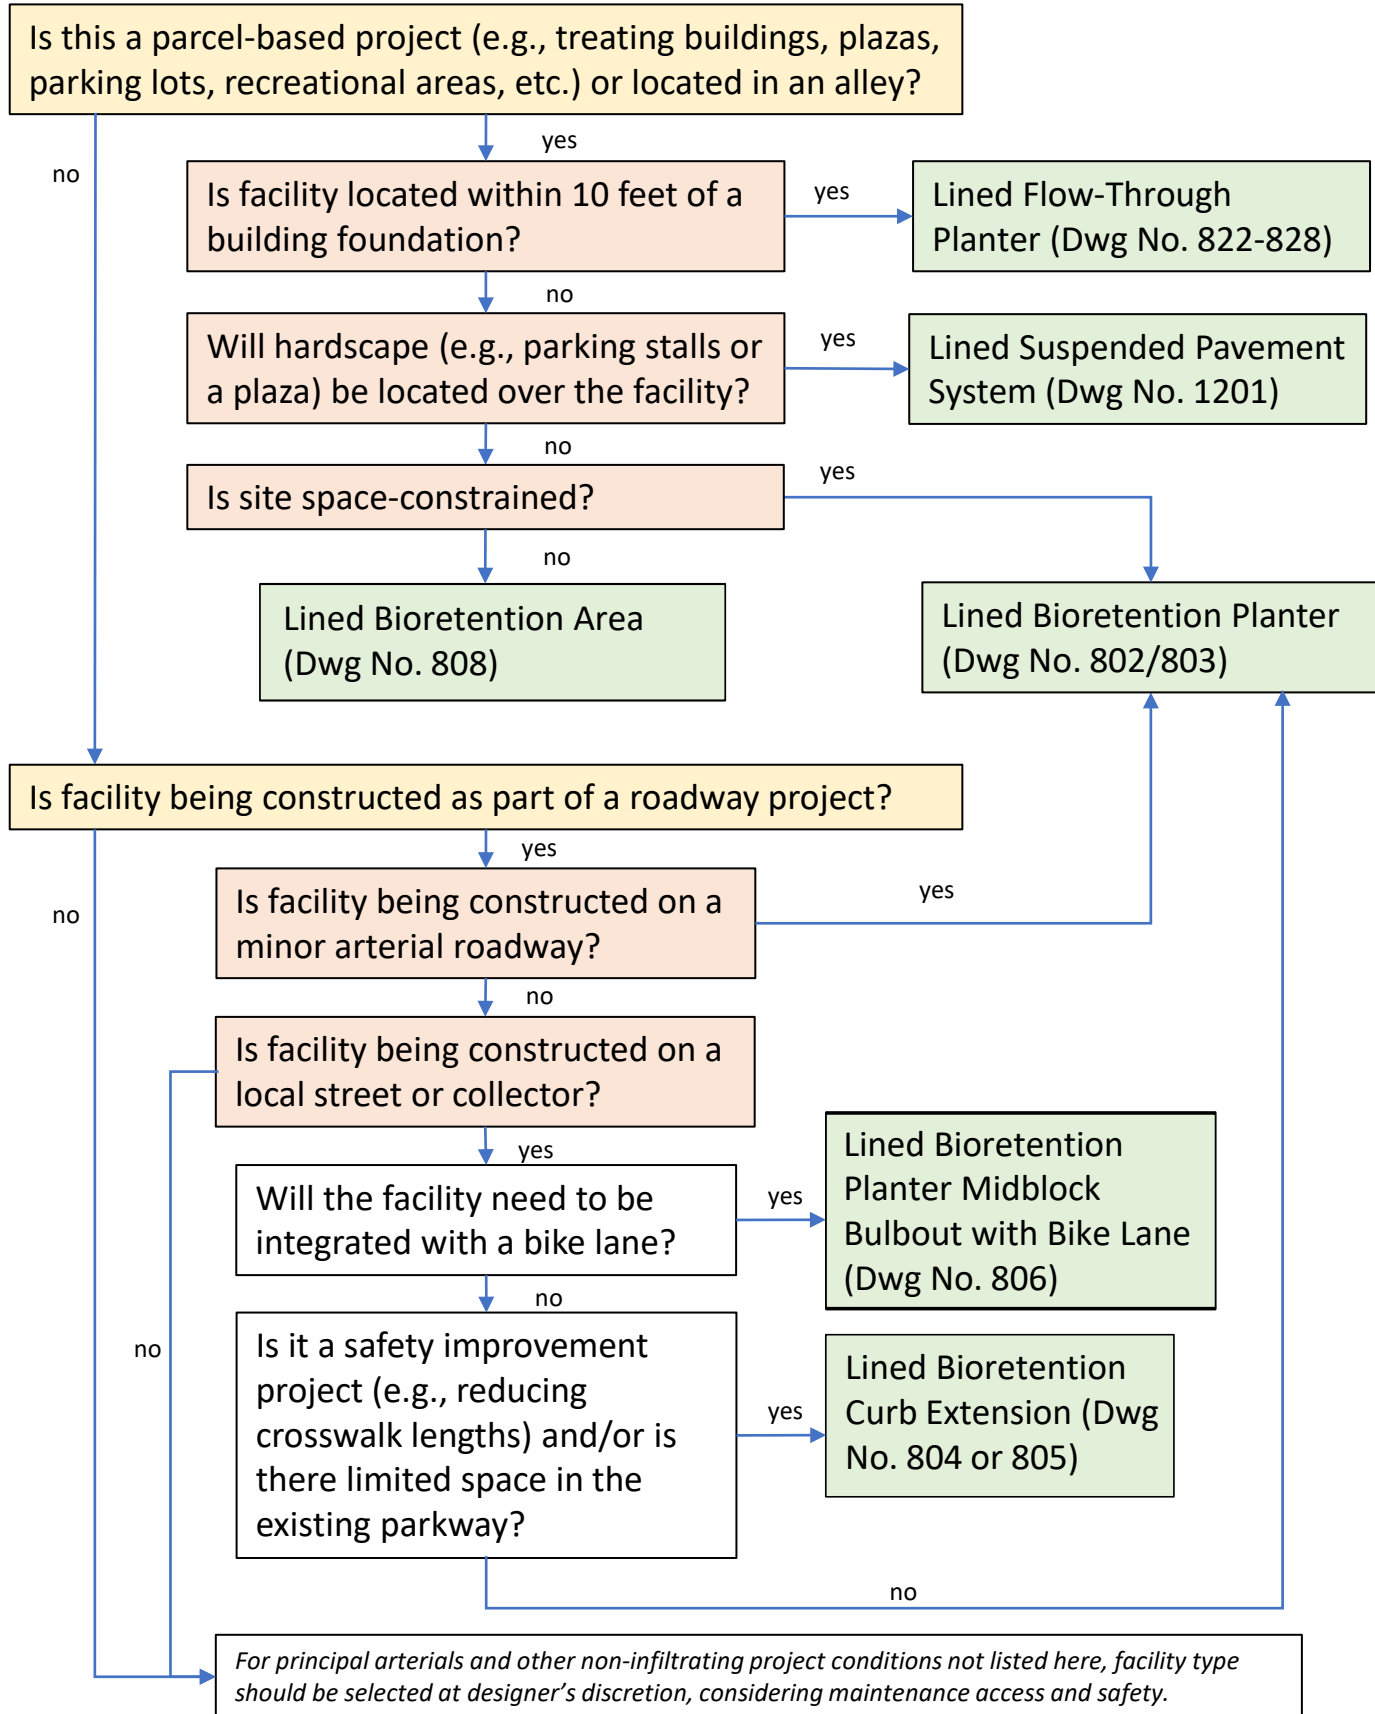 Is this a parcel-based project (e.g., treating buildings, plazas,
parking lots, recreational areas, etc.) or located in an alley?
yes
no
Is facility located within 10 feet of a
building foundation?
yes
Lined Flow-Through
Planter (Dwg No. 822-828)
no
Will hardscape (e.g., parking stalls or
a plaza) be located over the facility?
yes
Lined Suspended Pavement
System (Dwg No. 1201)
no
Is site space-constrained?
yes
no
Lined Bioretention Area
(Dwg No. 808)
Lined Bioretention Planter
(Dwg No. 802/803)
Is facility being constructed as part of a roadway project?
yes
no
Is facility being constructed on a
minor arterial roadway?
yes
no
Is facility being constructed on a
local street or collector?
yes
no
Will the facility need to be
integrated with a bike lane?
yes
Lined Bioretention
Planter Midblock
Bulbout with Bike Lane
(Dwg No. 806)
no
Is it a safety improvement
project (e.g., reducing
crosswalk lengths) and/or is
there limited space in the
existing parkway?
yes
Lined Bioretention
Curb Extension (Dwg
No. 804 or 805)
no
For principal arterials and other non-infiltrating project conditions not listed here, facility type
should be selected at designer’s discretion, considering maintenance access and safety.